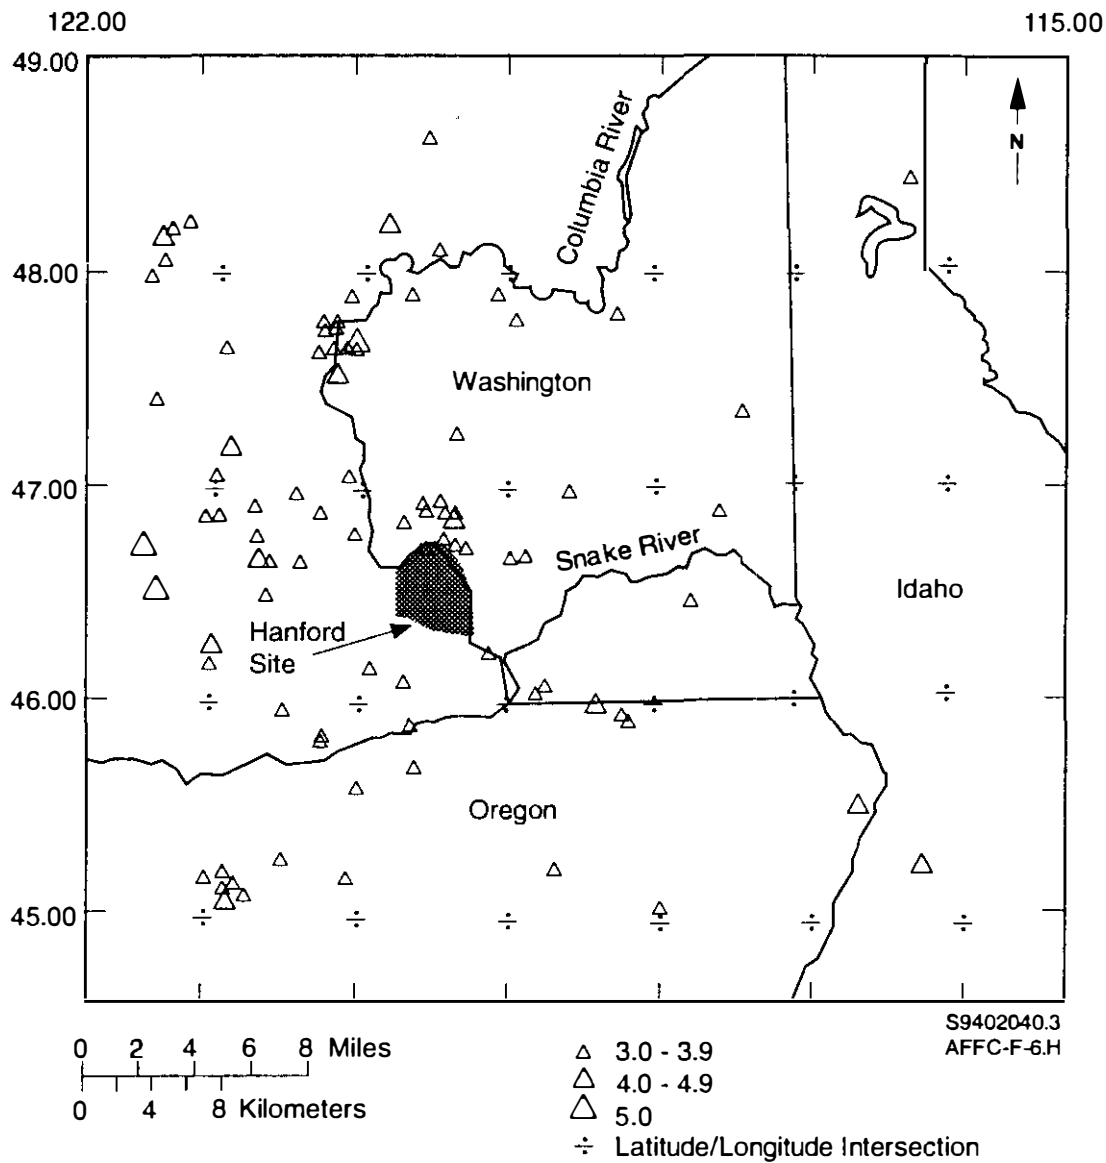 122.00 115.00
49.00
N
Columbia River
48.00
Washington
47.00
Snake River
Idaho
Hanford
Site
46.00
Oregon
45.00
S9402040.3
AFFC-F-6.H
0 2 4 6 8 Miles
0 4 8 Kilometers
3.0 - 3.9
4.0 - 4.9
5.0
Latitude/Longitude Intersection